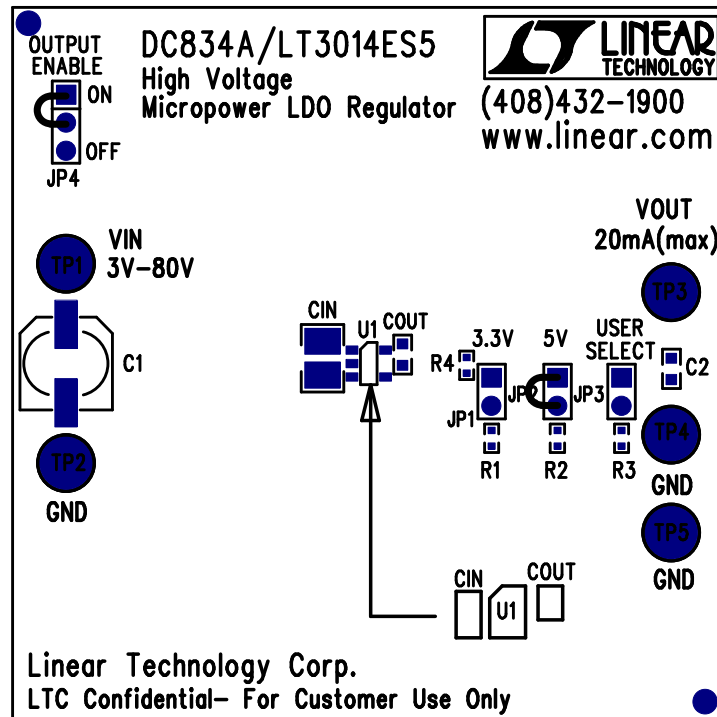 OUTPUT
ENABLE
ON
OFF
JP4
DC834A/LT3014ES5
High Voltage
Micropower LDO Regulator
LINEAR
TECHNOLOGY
(408)432-1900
www.linear.com
VIN
3V-80V
TP1
C1
TP2
GND
CIN
U1
COUT
R4
3.3V
5V
USER
SELECT
JP1
JP2
JP3
R1
R2
R3
VOUT
20mA(max)
TP3
C2
TP4
GND
TP5
GND
CIN
U1
COUT
Linear Technology Corp.
LTC Confidential- For Customer Use Only